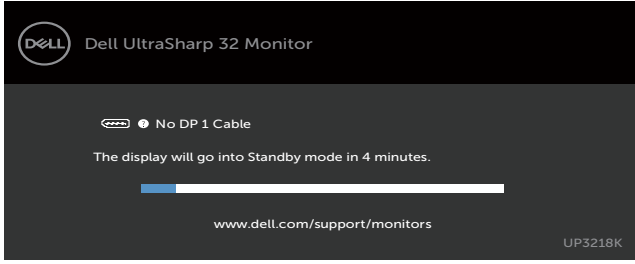 DELL
Dell UltraSharp 32 Monitor
? No DP 1 Cable
The display will go into Standby mode in 4 minutes.
www.dell.com/support/monitors
UP3218K